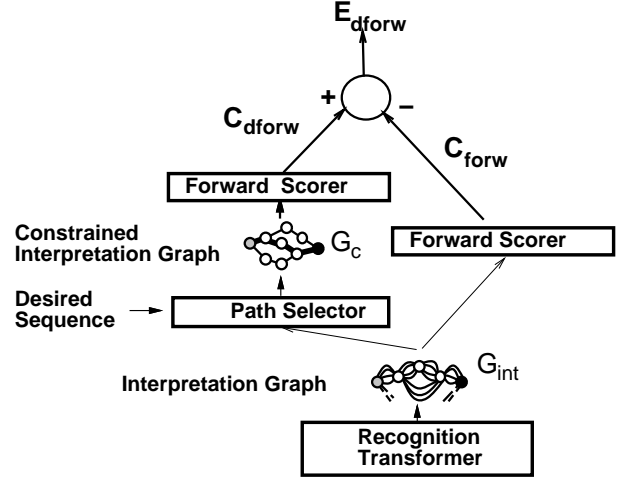 E_dforw
+ −
C_dforw
C_forw
Forward Scorer
Constrained
Interpretation Graph
G_c
Forward Scorer
Desired
Sequence
Path Selector
Interpretation Graph
G_int
Recognition
Transformer